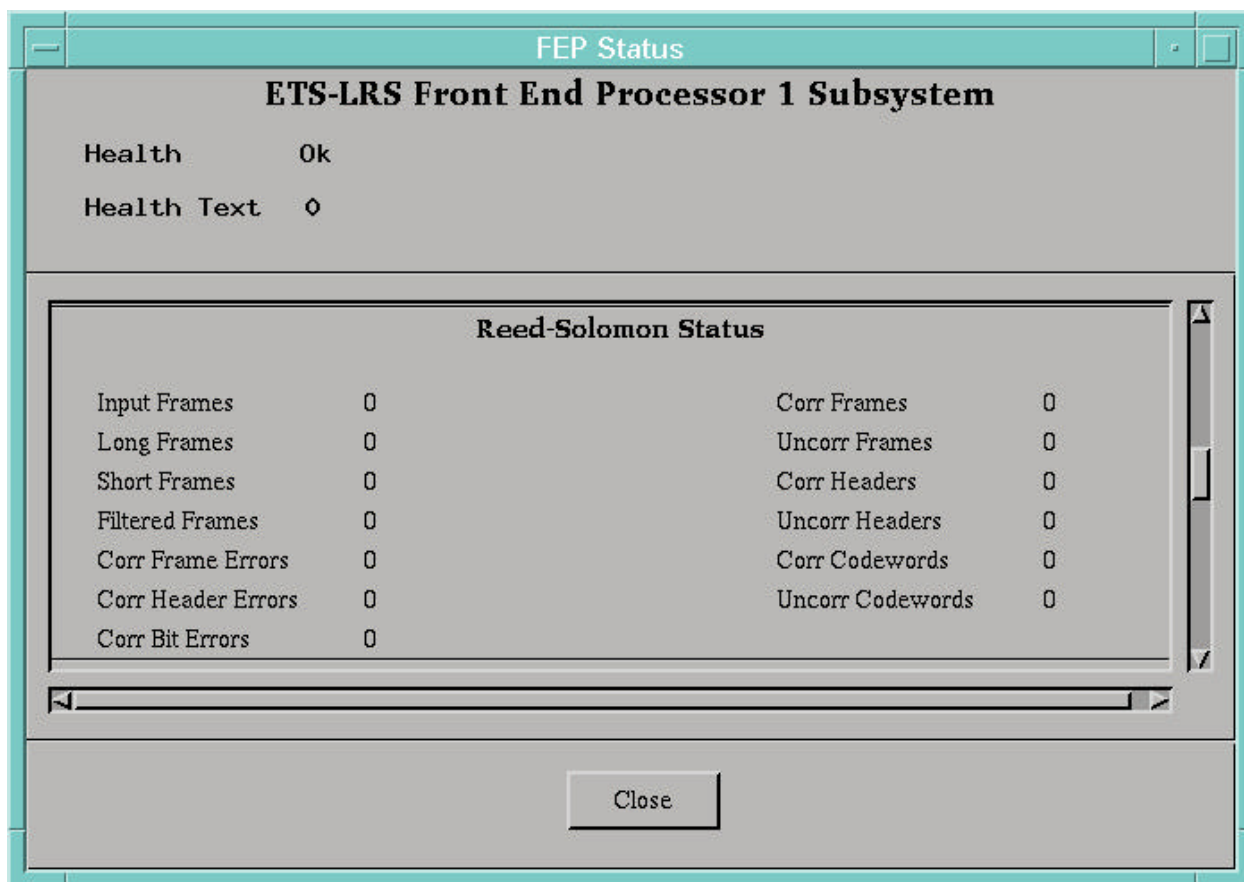 FEP Status
ETS-LRS Front End Processor 1 Subsystem
Health Ok
Health Text 0
Reed-Solomon Status
Input Frames 0 Corr Frames 0
Long Frames 0 Uncorr Frames 0
Short Frames 0 Corr Headers 0
Filtered Frames 0 Uncorr Headers 0
Corr Frame Errors 0 Corr Codewords 0
Corr Header Errors 0 Uncorr Codewords 0
Corr Bit Errors 0
Close